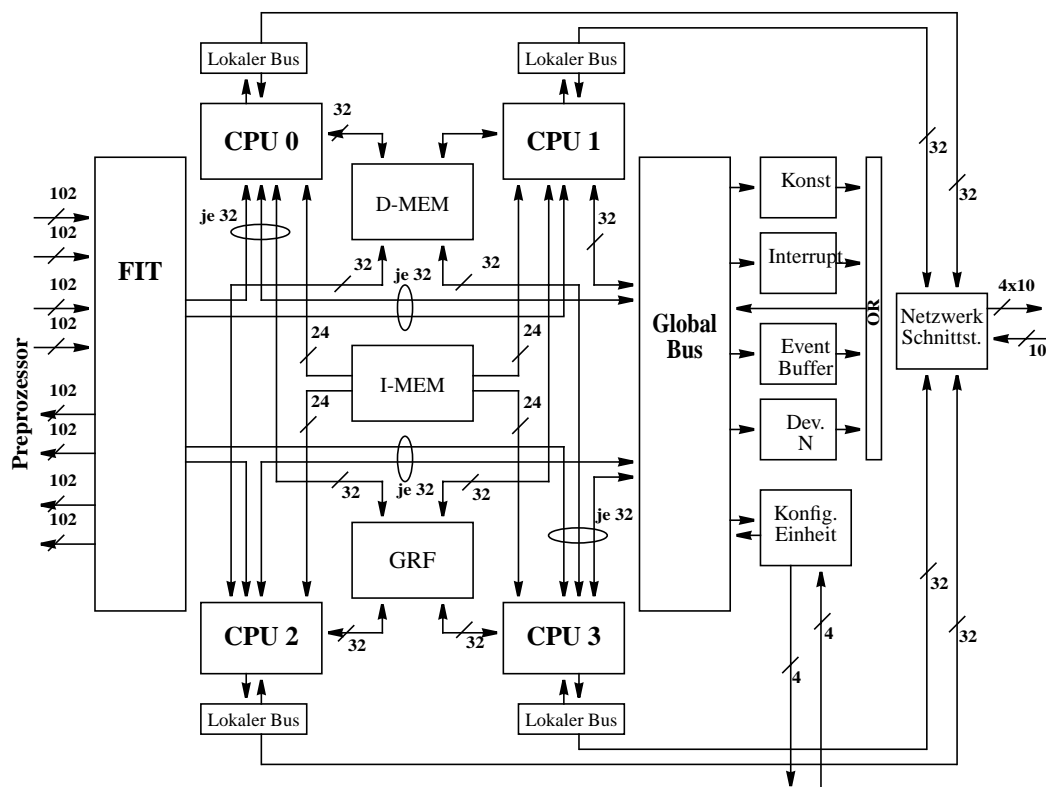 32
Lokaler Bus
Lokaler Bus
CPU 0
CPU 1
32
32
32
Konst
D-MEM
102
102
102
102
FIT
je 32
32
32
je 32
32
Interrupt
4x10
OR
Netzwerk
Schnittst.
10
Global
Bus
24
24
Event
Buffer
I-MEM
Preprozessor
102
102
102
102
24
24
Dev.
N
32
je 32
32
je 32
Konfig.
Einheit
GRF
32
32
CPU 2
CPU 3
32
32
4
4
Lokaler Bus
Lokaler Bus